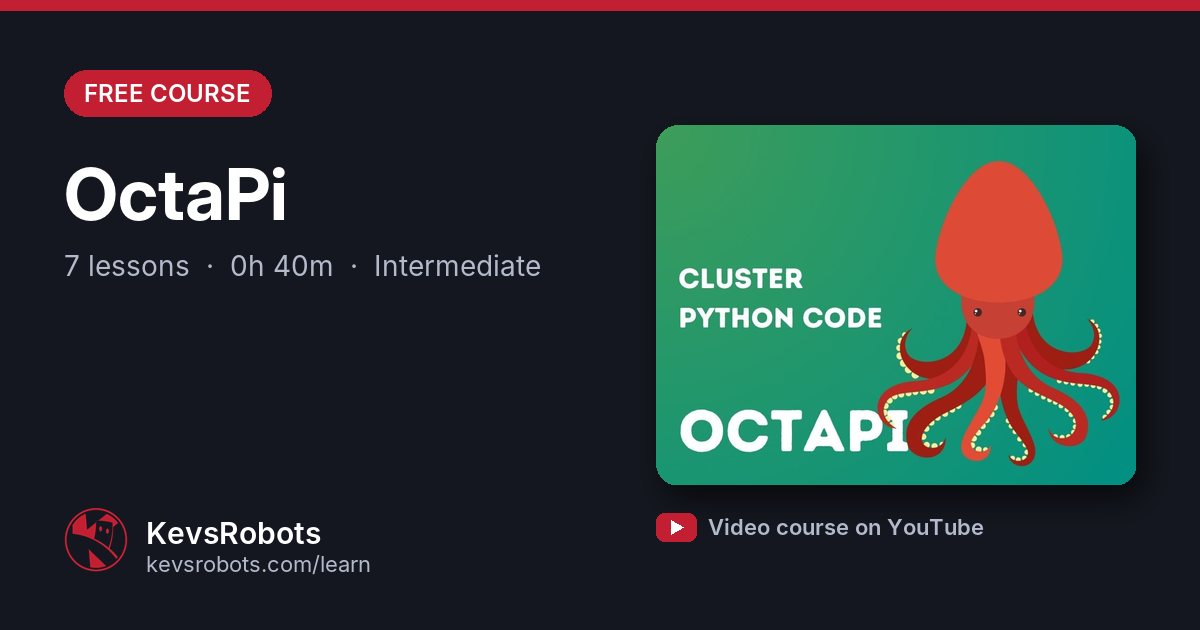 FREE COURSE
OctaPi
7 lessons · 0h 40m · Intermediate
CLUSTER
PYTHON CODE
OCTAPI
KevsRobots
kevsrobots.com/learn
Video course on YouTube